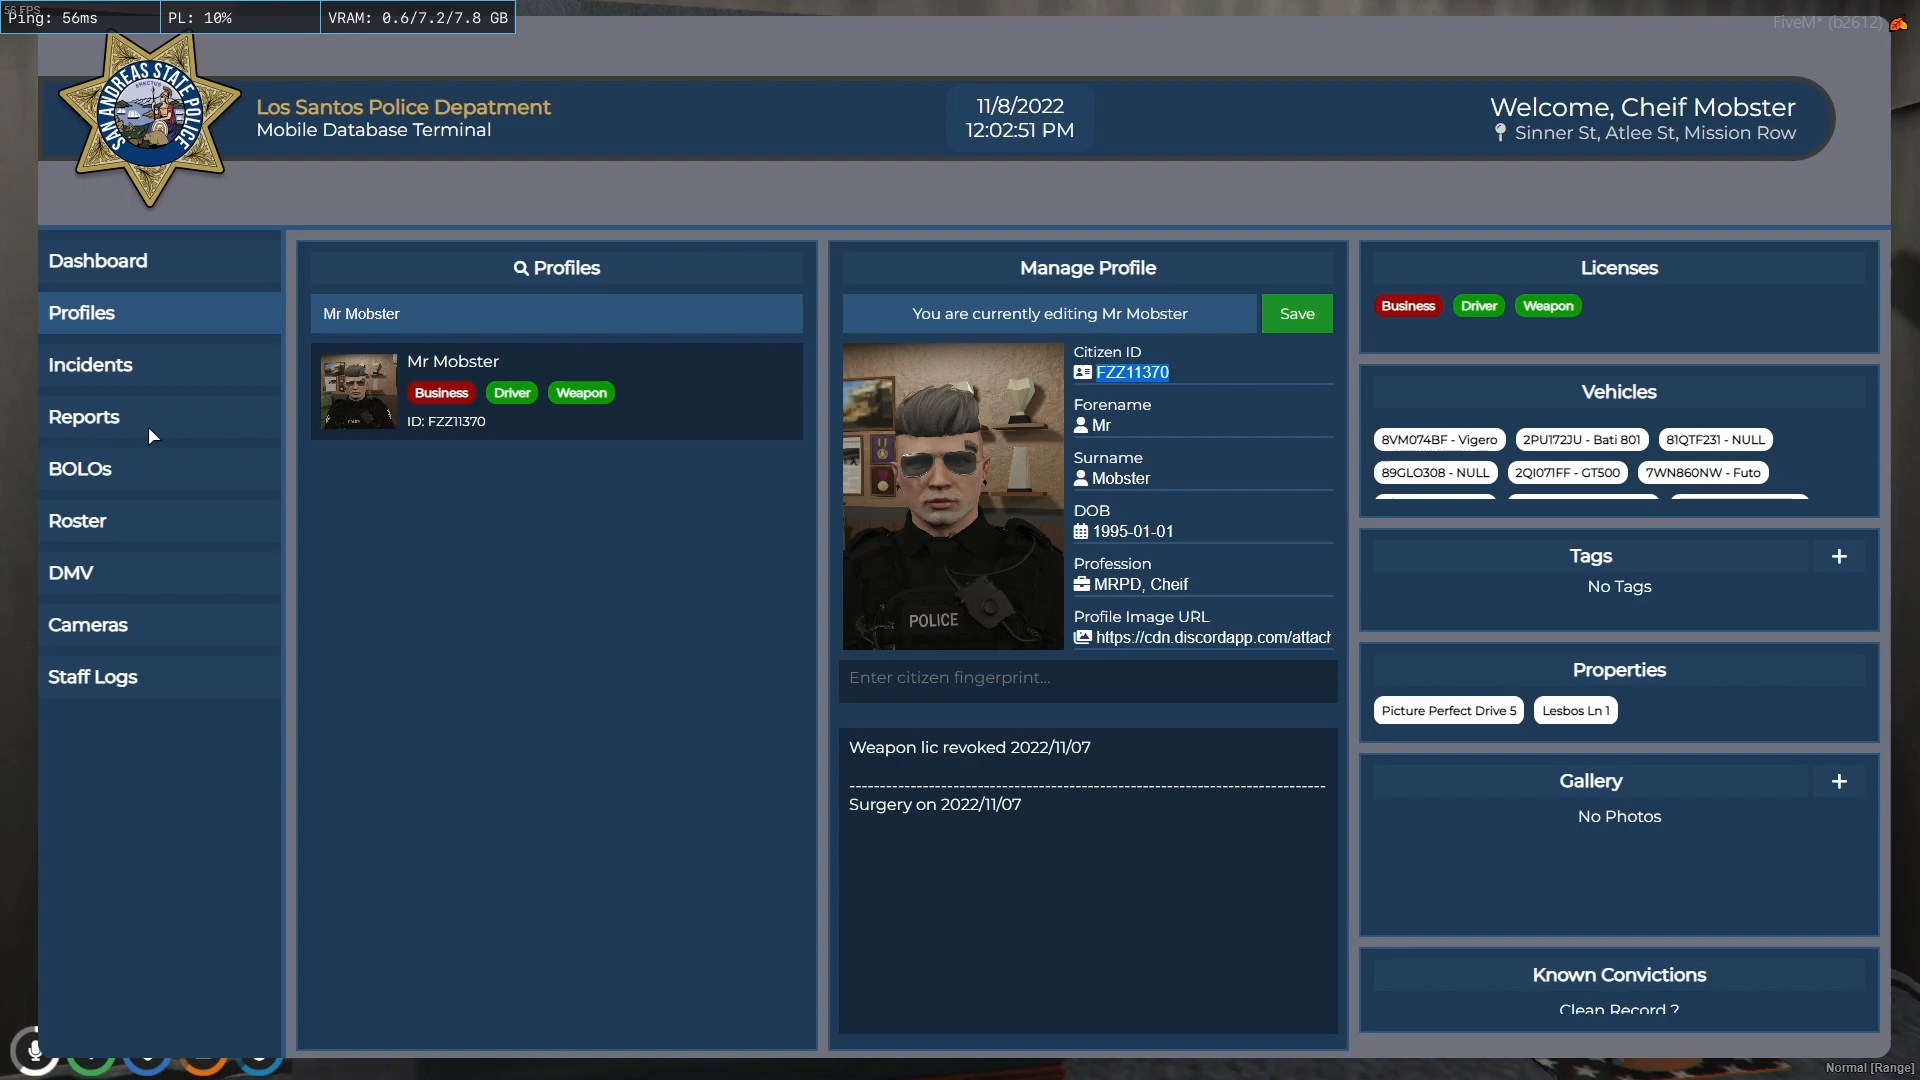 56 FPS
Ping: 56ms
PL: 10%
VRAM: 0.6/7.2/7.8 GB
FiveM* (b2612)
SAN ANDREAS STATE POLICE
Los Santos Police Depatment
Mobile Database Terminal
11/8/2022
12:02:51 PM
Welcome, Cheif Mobster
Sinner St, Atlee St, Mission Row
Dashboard
Profiles
Incidents
Reports
BOLOs
Roster
DMV
Cameras
Staff Logs
Profiles
Mr Mobster
Mr Mobster
Business Driver Weapon
ID: FZZ11370
Manage Profile
You are currently editing Mr Mobster
Save
Citizen ID
FZZ11370
Forename
Mr
Surname
Mobster
DOB
1995-01-01
Profession
MRPD, Cheif
Profile Image URL
https://cdn.discordapp.com/attach
POLICE
Enter citizen fingerprint...
Weapon lic revoked 2022/11/07
--------------------------------------------------------------------------------
Surgery on 2022/11/07
Licenses
Business Driver Weapon
Vehicles
8VM074BF - Vigero 2PU172JU - Bati 801 81QTF231 - NULL
89GLO308 - NULL 2QI071FF - GT500 7WN860NW - Futo
Tags +
No Tags
Properties
Picture Perfect Drive 5 Lesbos Ln 1
Gallery +
No Photos
Known Convictions
Clean Record ?
Normal [Range]